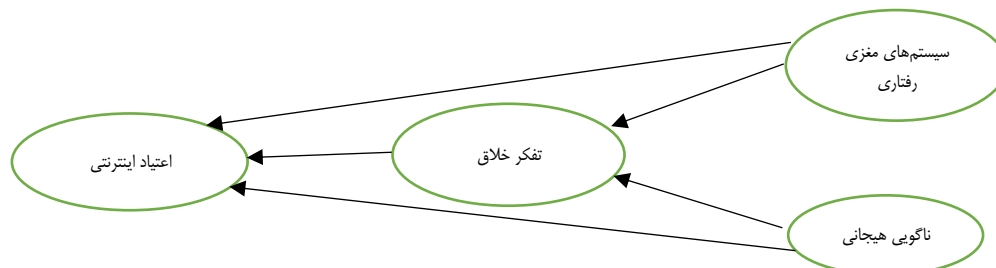 سیستم‌های مغزی
رفتاری
تفکر خلاق
اعتیاد اینترنتی
ناگویی هیجانی